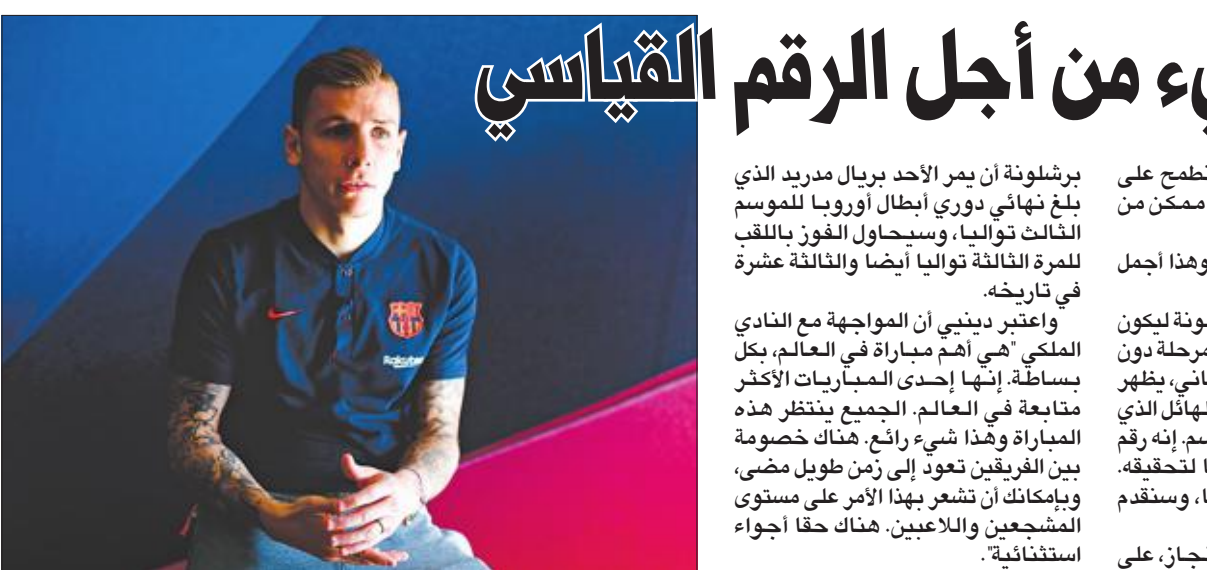 ء من أجل الرقم القياسي
نطمح على
ممكن من
وهذا أجمل
ونة ليكون
مرحلة دون
اني، يظهر
لهائل الذي
سم. إنه رقم
ا لتحقيقه.
ا، وسنقدم
نجاز، على
برشلونة أن يمر الأحد بريال مدريد الذي
بلغ نهائي دوري أبطال أوروبا للموسم
الثالث تواليا، وسيحاول الفوز باللقب
للمرة الثالثة تواليا أيضا والثالثة عشرة
في تاريخه.
واعتبر دينيي أن المواجهة مع النادي
الملكي "هي أهم مباراة في العالم، بكل
بساطة. إنها إحدى المباريات الأكثر
متابعة في العالم. الجميع ينتظر هذه
المباراة وهذا شيء رائع. هناك خصومة
بين الفريقين تعود إلى زمن طويل مضى،
وبإمكانك أن تشعر بهذا الأمر على مستوى
المشجعين واللاعبين. هناك حقا أجواء
استثنائية".
Rakuten